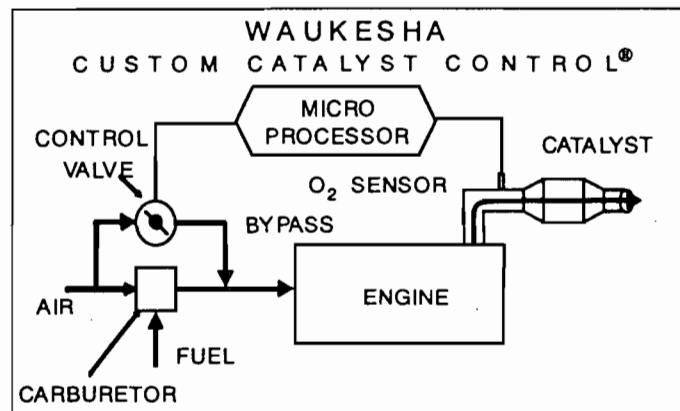 WAUKESHA
CUSTOM CATALYST CONTROL®
MICRO
PROCESSOR
CONTROL
VALVE
CATALYST
O₂ SENSOR
BYPASS
ENGINE
AIR
FUEL
CARBURETOR